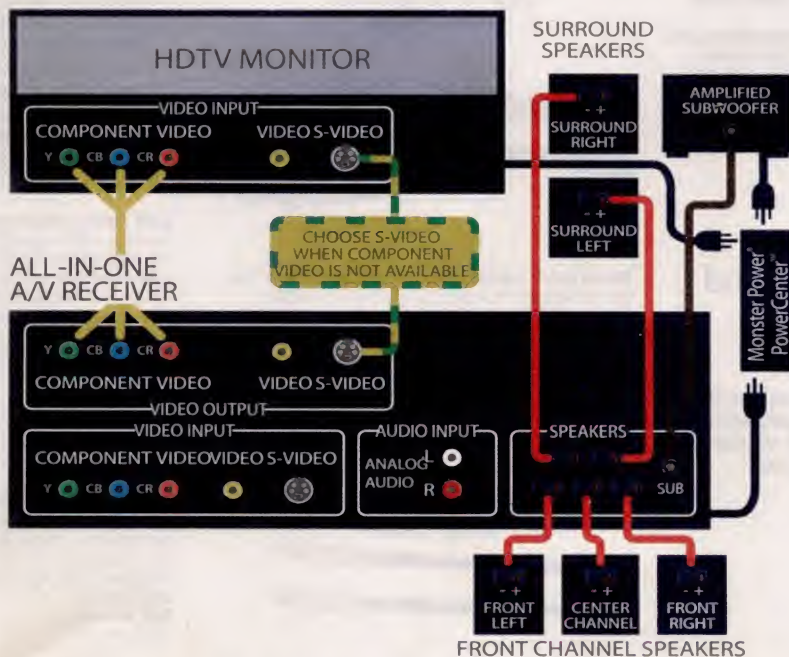 HDTV MONITOR
VIDEO INPUT
COMPONENT VIDEO
VIDEO S-VIDEO
Y CB CR
SURROUND
SPEAKERS
- +
SURROUND
RIGHT
- +
SURROUND
LEFT
AMPLIFIED
SUBWOOFER
CHOOSE S-VIDEO
WHEN COMPONENT
VIDEO IS NOT AVAILABLE
Monster Power®
PowerCenter™
ALL-IN-ONE
A/V RECEIVER
Y CB CR
COMPONENT VIDEO
VIDEO S-VIDEO
VIDEO OUTPUT
VIDEO INPUT
COMPONENT VIDEO VIDEO S-VIDEO
Y CB CR
AUDIO INPUT
ANALOG
AUDIO
L
R
SPEAKERS
SUB
- +
FRONT
LEFT
- +
CENTER
CHANNEL
- +
FRONT
RIGHT
FRONT CHANNEL SPEAKERS